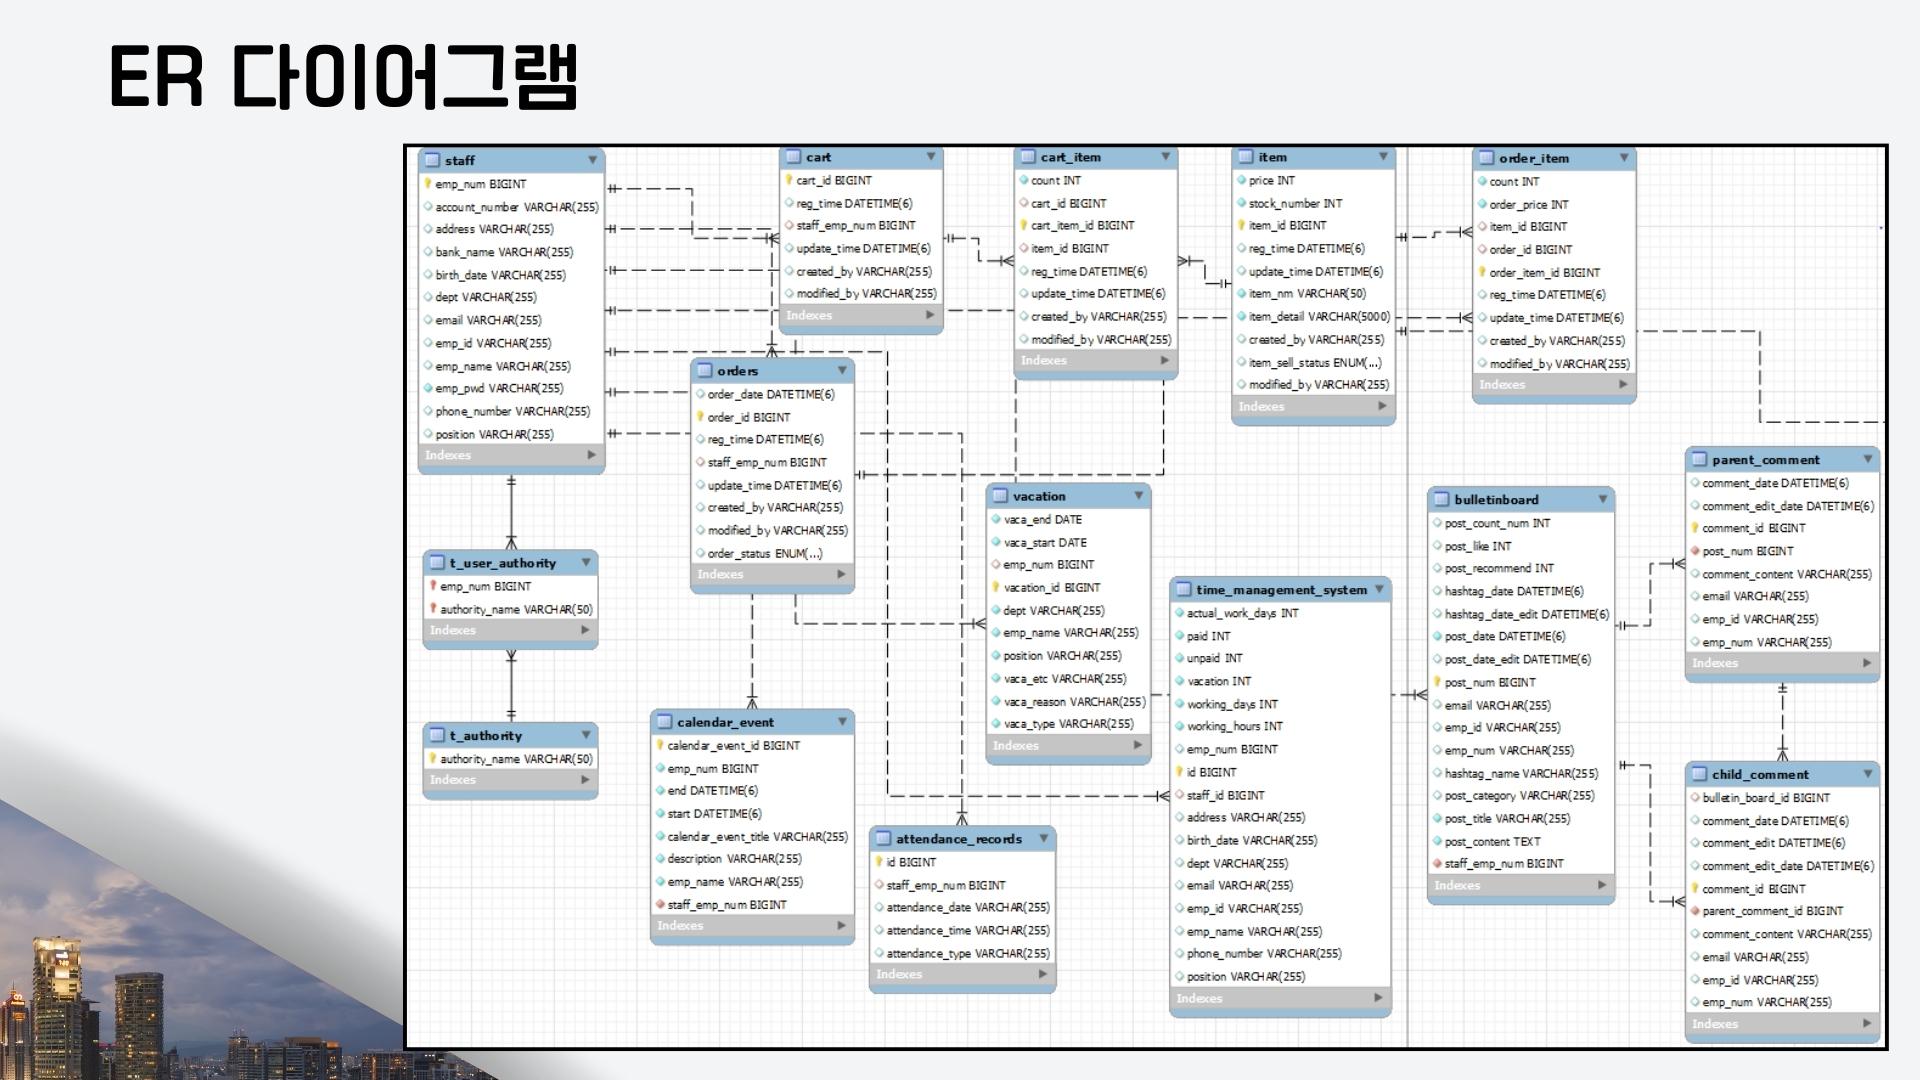 ER 다이어그램
staff
emp_num BIGINT
account_number VARCHAR(255)
address VARCHAR(255)
bank_name VARCHAR(255)
birth_date VARCHAR(255)
dept VARCHAR(255)
email VARCHAR(255)
emp_id VARCHAR(255)
emp_name VARCHAR(255)
emp_pwd VARCHAR(255)
phone_number VARCHAR(255)
position VARCHAR(255)
Indexes
cart
cart_id BIGINT
reg_time DATETIME(6)
staff_emp_num BIGINT
update_time DATETIME(6)
created_by VARCHAR(255)
modified_by VARCHAR(255)
Indexes
cart_item
count INT
cart_id BIGINT
cart_item_id BIGINT
item_id BIGINT
reg_time DATETIME(6)
update_time DATETIME(6)
created_by VARCHAR(255)
modified_by VARCHAR(255)
Indexes
item
price INT
stock_number INT
item_id BIGINT
reg_time DATETIME(6)
update_time DATETIME(6)
item_nm VARCHAR(50)
item_detail VARCHAR(5000)
created_by VARCHAR(255)
item_sell_status ENUM(...)
modified_by VARCHAR(255)
Indexes
order_item
count INT
order_price INT
item_id BIGINT
order_id BIGINT
order_item_id BIGINT
reg_time DATETIME(6)
update_time DATETIME(6)
created_by VARCHAR(255)
modified_by VARCHAR(255)
Indexes
orders
order_date DATETIME(6)
order_id BIGINT
reg_time DATETIME(6)
staff_emp_num BIGINT
update_time DATETIME(6)
created_by VARCHAR(255)
modified_by VARCHAR(255)
order_status ENUM(...)
Indexes
t_user_authority
emp_num BIGINT
authority_name VARCHAR(50)
Indexes
t_authority
authority_name VARCHAR(50)
Indexes
calendar_event
calendar_event_id BIGINT
emp_num BIGINT
end DATETIME(6)
start DATETIME(6)
calendar_event_title VARCHAR(255)
description VARCHAR(255)
emp_name VARCHAR(255)
staff_emp_num BIGINT
Indexes
attendance_records
id BIGINT
staff_emp_num BIGINT
attendance_date VARCHAR(255)
attendance_time VARCHAR(255)
attendance_type VARCHAR(255)
Indexes
vacation
vaca_end DATE
vaca_start DATE
emp_num BIGINT
vacation_id BIGINT
dept VARCHAR(255)
emp_name VARCHAR(255)
position VARCHAR(255)
vaca_etc VARCHAR(255)
vaca_reason VARCHAR(255)
vaca_type VARCHAR(255)
Indexes
time_management_system
actual_work_days INT
paid INT
unpaid INT
vacation INT
working_days INT
working_hours INT
emp_num BIGINT
id BIGINT
staff_id BIGINT
address VARCHAR(255)
birth_date VARCHAR(255)
dept VARCHAR(255)
email VARCHAR(255)
emp_id VARCHAR(255)
emp_name VARCHAR(255)
phone_number VARCHAR(255)
position VARCHAR(255)
Indexes
bulletinboard
post_count_num INT
post_like INT
post_recommend INT
hashtag_date DATETIME(6)
hashtag_date_edit DATETIME(6)
post_date DATETIME(6)
post_date_edit DATETIME(6)
post_num BIGINT
email VARCHAR(255)
emp_id VARCHAR(255)
emp_num VARCHAR(255)
hashtag_name VARCHAR(255)
post_category VARCHAR(255)
post_title VARCHAR(255)
post_content TEXT
staff_emp_num BIGINT
Indexes
parent_comment
comment_date DATETIME(6)
comment_edit_date DATETIME(6)
comment_id BIGINT
post_num BIGINT
comment_content VARCHAR(255)
email VARCHAR(255)
emp_id VARCHAR(255)
emp_num VARCHAR(255)
Indexes
child_comment
bulletin_board_id BIGINT
comment_date DATETIME(6)
comment_edit DATETIME(6)
comment_edit_date DATETIME(6)
comment_id BIGINT
parent_comment_id BIGINT
comment_content VARCHAR(255)
email VARCHAR(255)
emp_id VARCHAR(255)
emp_num VARCHAR(255)
Indexes